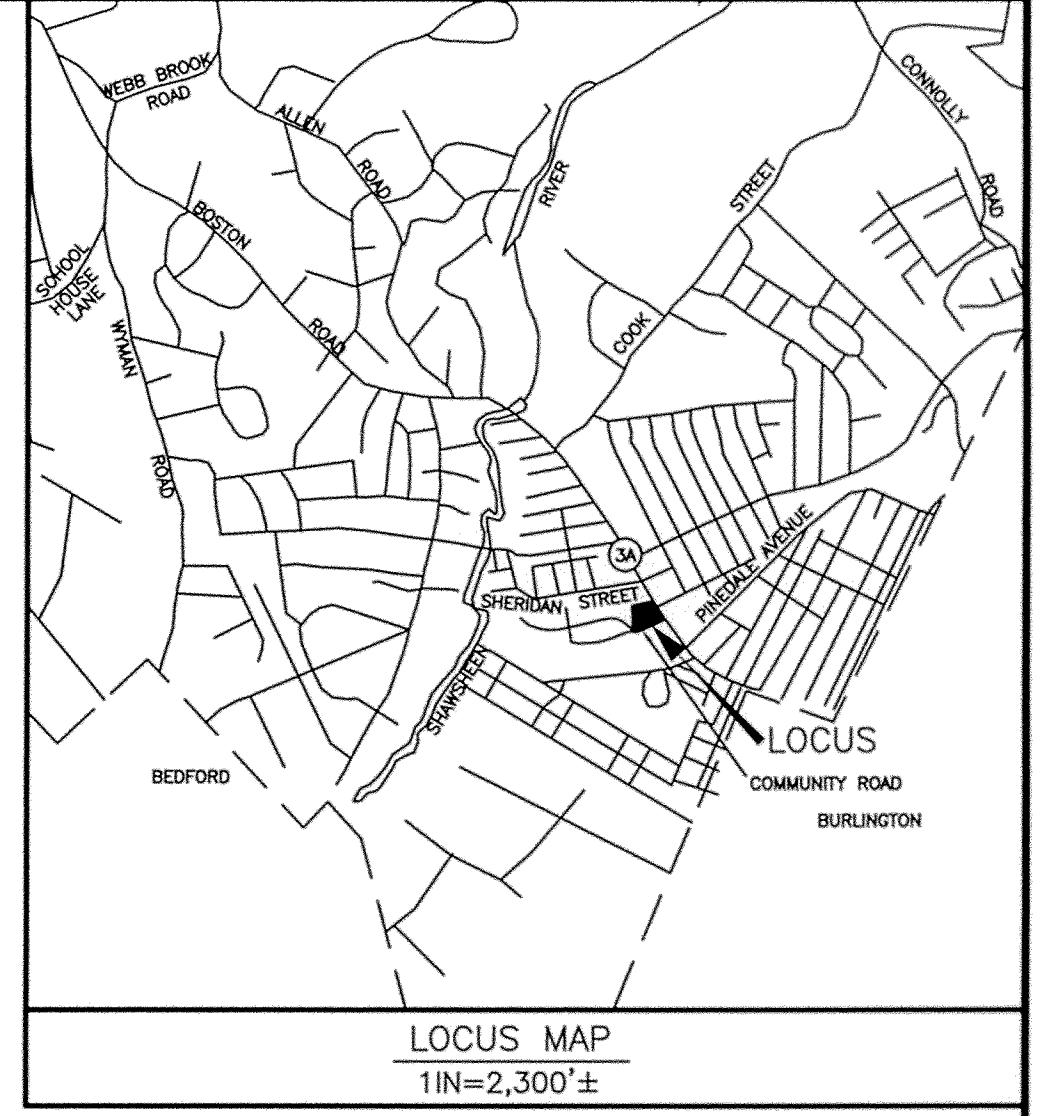 WEBB BROOK
ROAD
ALLEN
ROAD
CONNOLLY
ROAD
RIVER
STREET
COOK
BOSTON
ROAD
SCHOOL
HOUSE
LANE
WYMAN
ROAD
3A
SHERIDAN STREET
PINEDALE AVENUE
SHAWSHEEN
LOCUS
BEDFORD
COMMUNITY ROAD
BURLINGTON
LOCUS MAP
1IN=2,300'±